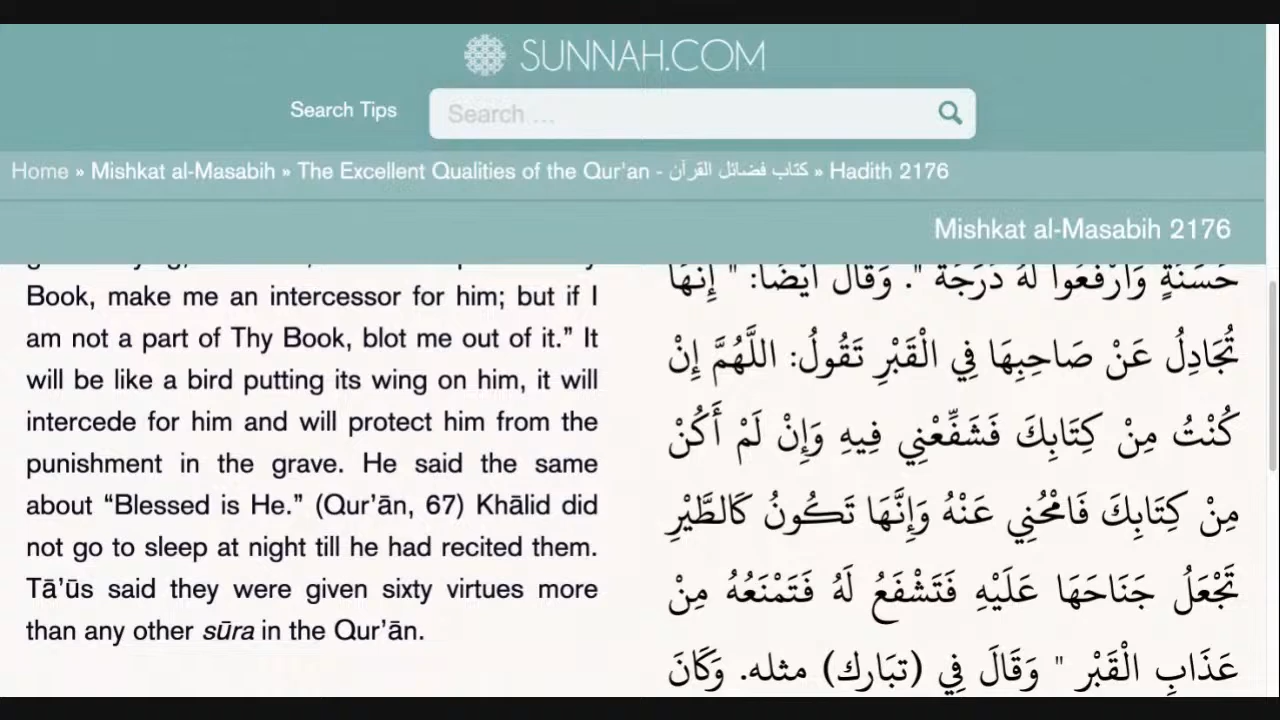 SUNNAH.COM
Search Tips
Search ...
Home » Mishkat al-Masabih » The Excellent Qualities of the Qur'an - كتاب فضائل القرآن » Hadith 2176
Mishkat al-Masabih 2176
Book, make me an intercessor for him; but if I
am not a part of Thy Book, blot me out of it.” It
will be like a bird putting its wing on him, it will
intercede for him and will protect him from the
punishment in the grave. He said the same
about “Blessed is He.” (Qur’ān, 67) Khālid did
not go to sleep at night till he had recited them.
Tā’ūs said they were given sixty virtues more
than any other sūra in the Qur’ān.
حَسَنَةٍ وَارْفَعُوا لَهُ دَرَجَةً " . وَقَالَ أَيْضًا: " إِنَّهَا
تُجَادِلُ عَنْ صَاحِبِهَا فِي الْقَبْرِ تَقُولُ: اللَّهُمَّ إِنْ
كُنْتُ مِنْ كِتَابِكَ فَشَفِّعْنِي فِيهِ وَإِنْ لَمْ أَكُنْ
مِنْ كِتَابِكَ فَامْحُنِي عَنْهُ وَإِنَّهَا تَكُونُ كَالطَّيْرِ
تَجْعَلُ جَنَاحَهَا عَلَيْهِ فَتَشْفَعُ لَهُ فَتَمْنَعُهُ مِنْ
عَذَابِ الْقَبْر " وَقَالَ فِي (تبَارك) مثله. وَكَانَ